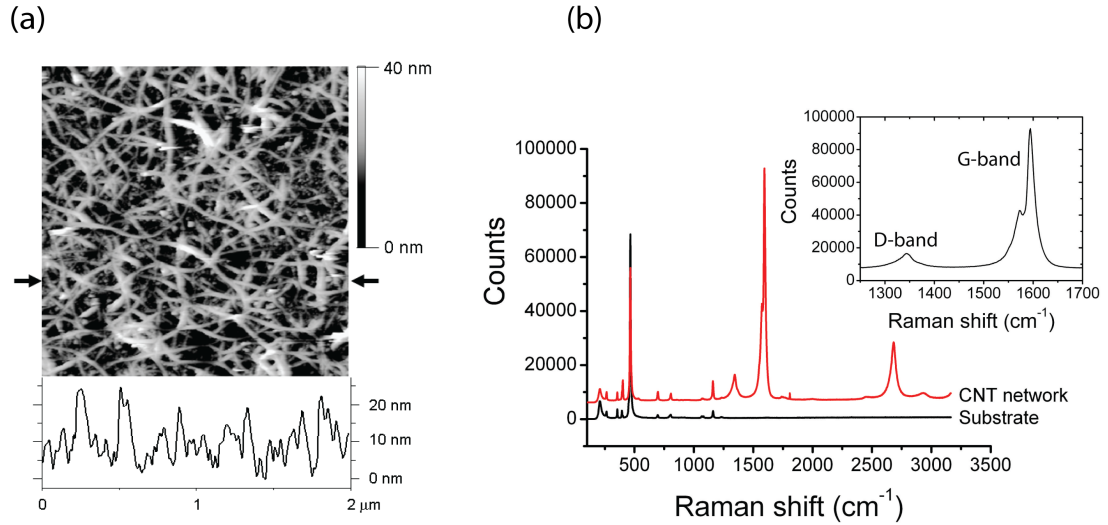 (a)
40 nm
0 nm
20 nm
10 nm
0 nm
0
1
2 μm
(b)
100000
80000
60000
40000
20000
0
Counts
500
1000
1500
2000
2500
3000
3500
Raman shift (cm⁻¹)
CNT network
Substrate
100000
80000
60000
40000
20000
0
Counts
G-band
D-band
1300
1400
1500
1600
1700
Raman shift (cm⁻¹)